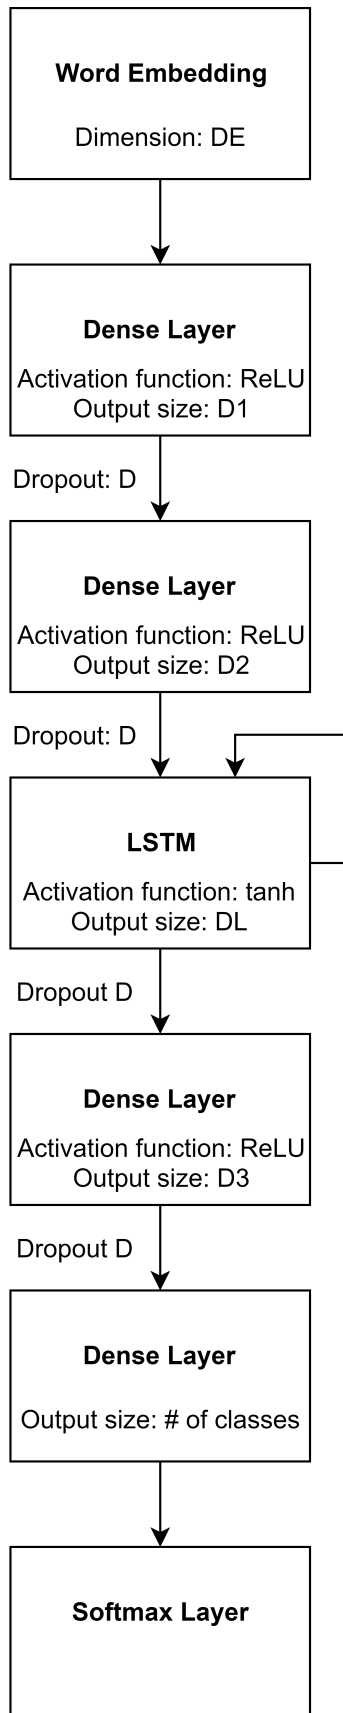 Word Embedding
Dimension: DE
Dense Layer
Activation function: ReLU
Output size: D1
Dropout: D
Dense Layer
Activation function: ReLU
Output size: D2
Dropout: D
LSTM
Activation function: tanh
Output size: DL
Dropout D
Dense Layer
Activation function: ReLU
Output size: D3
Dropout D
Dense Layer
Output size: # of classes
Softmax Layer